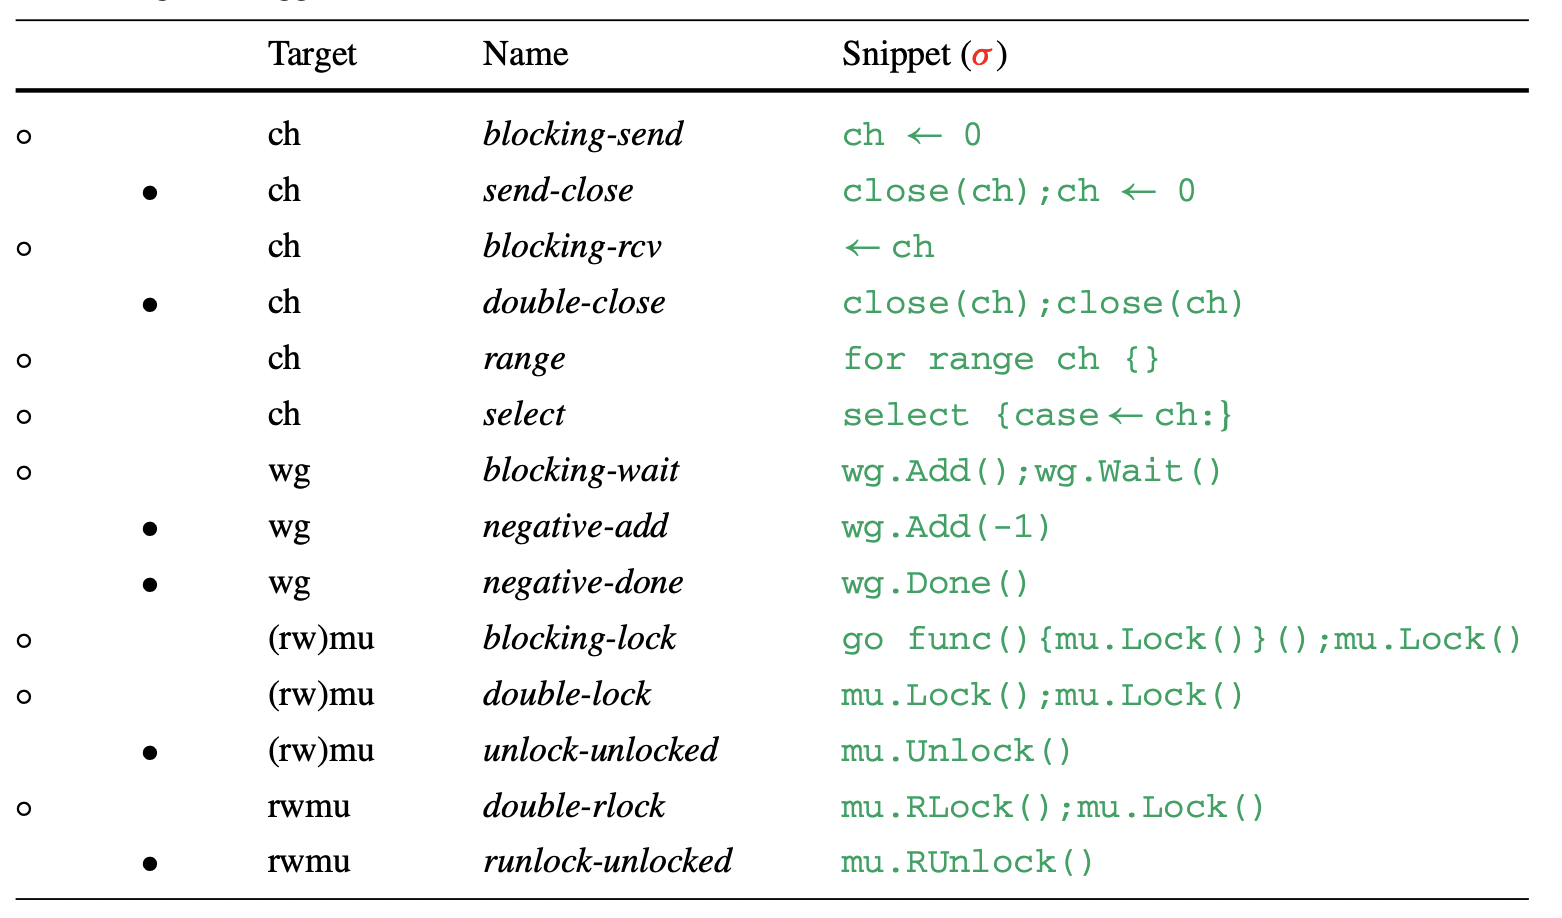 Target Name Snippet (σ)
○ ch blocking-send ch ← 0
● ch send-close close(ch);ch ← 0
○ ch blocking-rcv ← ch
● ch double-close close(ch);close(ch)
○ ch range for range ch {}
○ ch select select {case ← ch:}
○ wg blocking-wait wg.Add();wg.Wait()
● wg negative-add wg.Add(-1)
● wg negative-done wg.Done()
○ (rw)mu blocking-lock go func(){mu.Lock()}();mu.Lock()
○ (rw)mu double-lock mu.Lock();mu.Lock()
● (rw)mu unlock-unlocked mu.Unlock()
○ rwmu double-rlock mu.RLock();mu.Lock()
● rwmu runlock-unlocked mu.RUnlock()